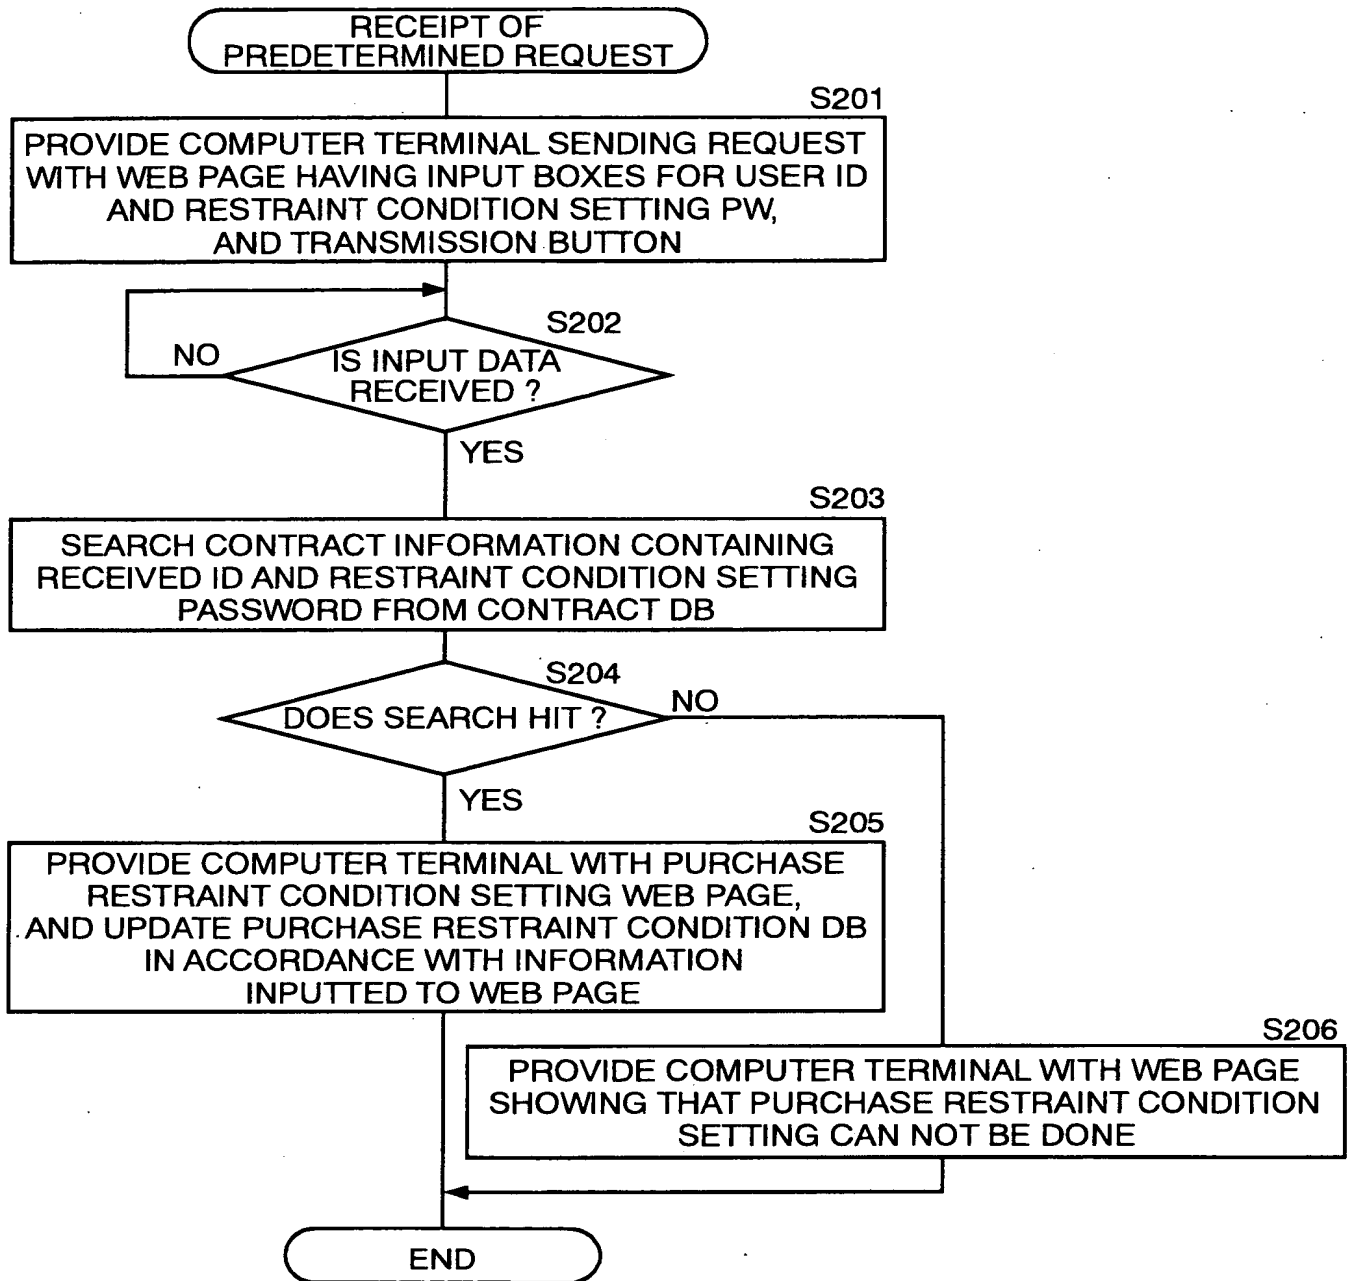 RECEIPT OF
PREDETERMINED REQUEST
S201
PROVIDE COMPUTER TERMINAL SENDING REQUEST
WITH WEB PAGE HAVING INPUT BOXES FOR USER ID
AND RESTRAINT CONDITION SETTING PW,
AND TRANSMISSION BUTTON
S202
NO
IS INPUT DATA
RECEIVED ?
YES
S203
SEARCH CONTRACT INFORMATION CONTAINING
RECEIVED ID AND RESTRAINT CONDITION SETTING
PASSWORD FROM CONTRACT DB
S204
NO
DOES SEARCH HIT ?
YES
S205
PROVIDE COMPUTER TERMINAL WITH PURCHASE
RESTRAINT CONDITION SETTING WEB PAGE,
AND UPDATE PURCHASE RESTRAINT CONDITION DB
IN ACCORDANCE WITH INFORMATION
INPUTTED TO WEB PAGE
S206
PROVIDE COMPUTER TERMINAL WITH WEB PAGE
SHOWING THAT PURCHASE RESTRAINT CONDITION
SETTING CAN NOT BE DONE
END